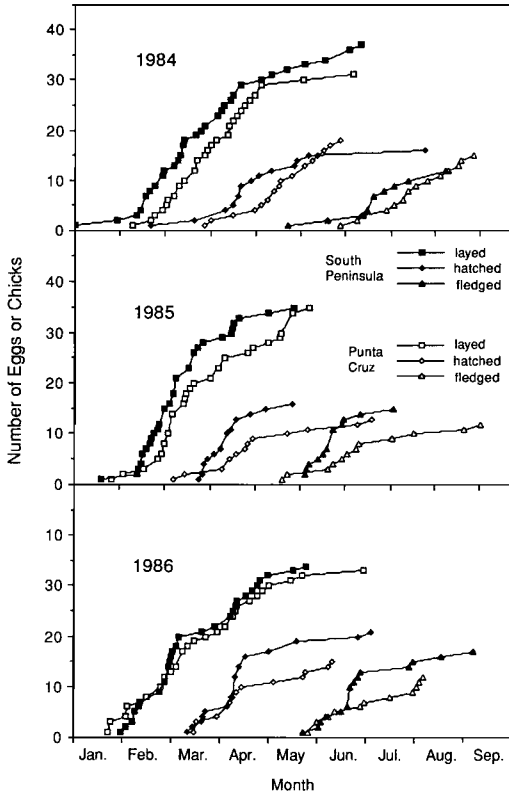 Number of Eggs or Chicks
1984
40
30
20
10
0
1985
South
Peninsula
layed
hatched
fledged
Punta
Cruz
layed
hatched
fledged
40
30
20
10
0
1986
10
30
20
10
0
Jan. Feb. Mar. Apr. May Jun. Jul. Aug. Sep.
Month